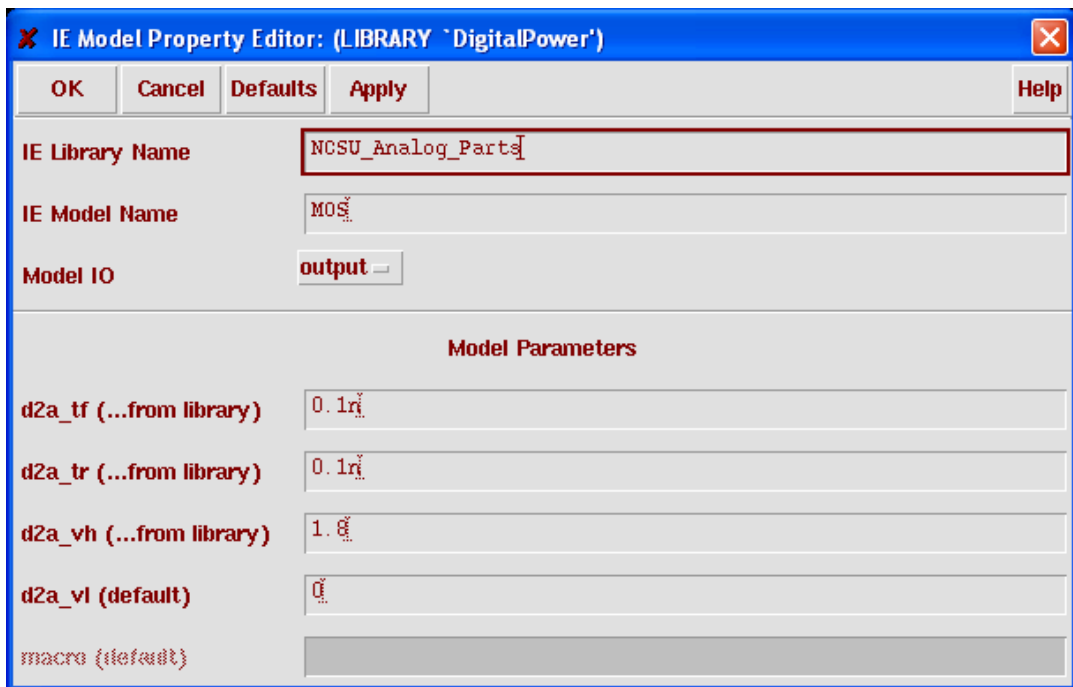 IE Model Property Editor: (LIBRARY `DigitalPower')
OK Cancel Defaults Apply Help
IE Library Name NCSU_Analog_Parts
IE Model Name MOS
Model IO output
Model Parameters
d2a_tf (...from library) 0.1n
d2a_tr (...from library) 0.1n
d2a_vh (...from library) 1.8
d2a_vl (default) 0
macro (default)